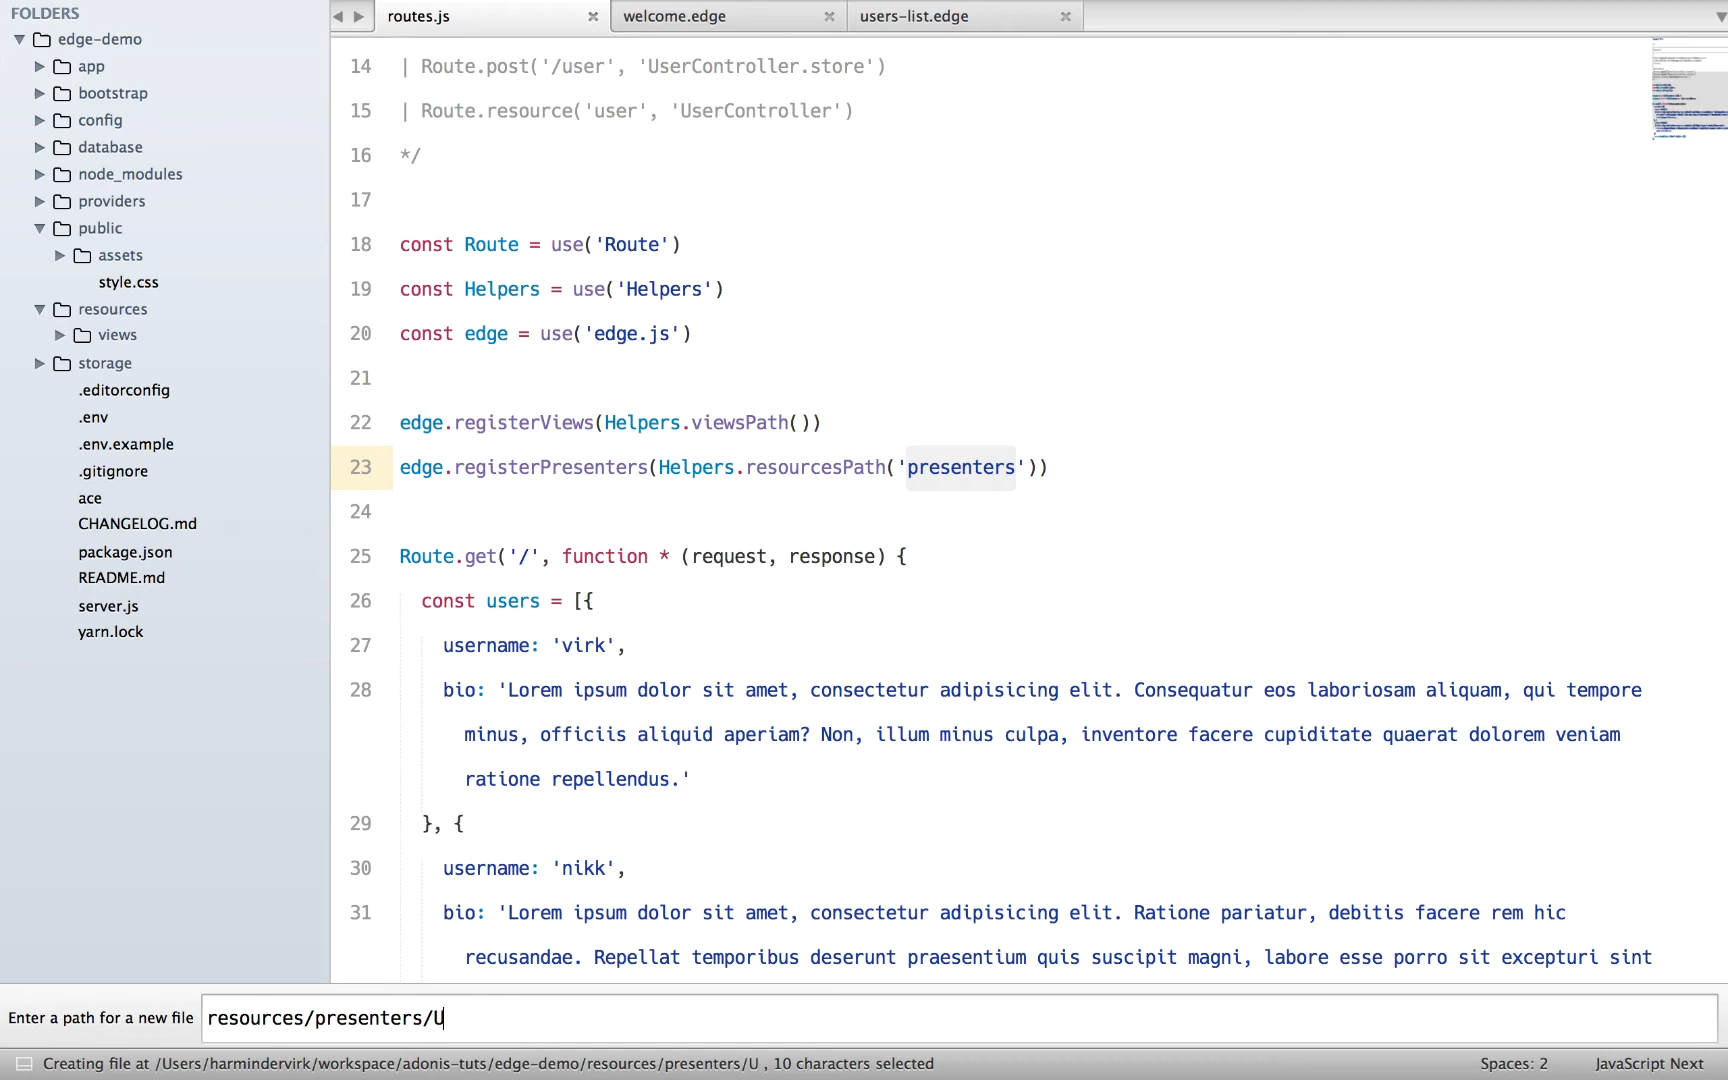 FOLDERS
edge-demo
app
bootstrap
config
database
node_modules
providers
public
assets
style.css
resources
views
storage
.editorconfig
.env
.env.example
.gitignore
ace
CHANGELOG.md
package.json
README.md
server.js
yarn.lock
routes.js
welcome.edge
users-list.edge
14 | Route.post('/user', 'UserController.store')
15 | Route.resource('user', 'UserController')
16 */
17
18 const Route = use('Route')
19 const Helpers = use('Helpers')
20 const edge = use('edge.js')
21
22 edge.registerViews(Helpers.viewsPath())
23 edge.registerPresenters(Helpers.resourcesPath('presenters'))
24
25 Route.get('/', function * (request, response) {
26 const users = [{
27 username: 'virk',
28 bio: 'Lorem ipsum dolor sit amet, consectetur adipisicing elit. Consequatur eos laboriosam aliquam, qui tempore
minus, officiis aliquid aperiam? Non, illum minus culpa, inventore facere cupiditate quaerat dolorem veniam
ratione repellendus.'
29 }, {
30 username: 'nikk',
31 bio: 'Lorem ipsum dolor sit amet, consectetur adipisicing elit. Ratione pariatur, debitis facere rem hic
recusandae. Repellat temporibus deserunt praesentium quis suscipit magni, labore esse porro sit excepturi sint
Enter a path for a new file resources/presenters/U
Creating file at /Users/harmindervirk/workspace/adonis-tuts/edge-demo/resources/presenters/U , 10 characters selected
Spaces: 2
JavaScript Next